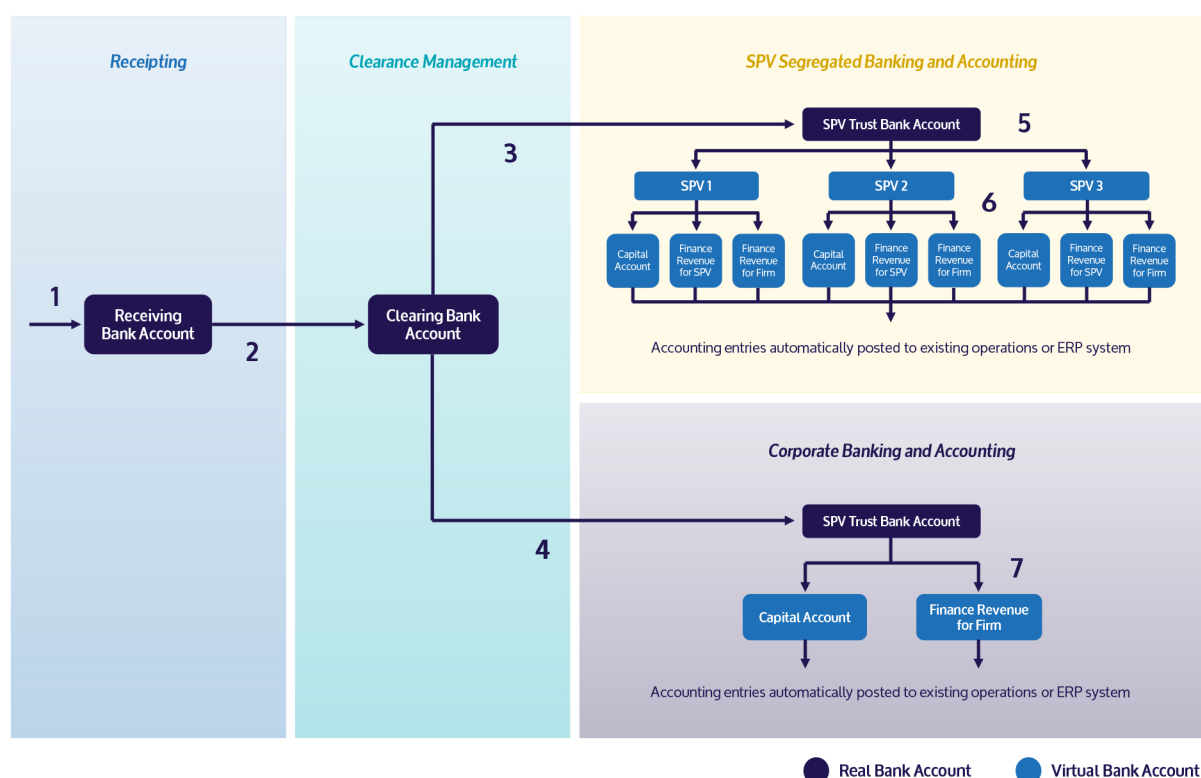 Receipting
Clearance Management
SPV Segregated Banking and Accounting
SPV Trust Bank Account
5
3
SPV 1
SPV 2
SPV 3
6
Capital
Account
Finance
Revenue
for SPV
Finance
Revenue
for Firm
Capital
Account
Finance
Revenue
for SPV
Finance
Revenue
for Firm
Capital
Account
Finance
Revenue
for SPV
Finance
Revenue
for Firm
1
Receiving
Bank Account
2
Clearing Bank
Account
Accounting entries automatically posted to existing operations or ERP system
Corporate Banking and Accounting
SPV Trust Bank Account
4
7
Capital Account
Finance Revenue
for Firm
Accounting entries automatically posted to existing operations or ERP system
Real Bank Account
Virtual Bank Account